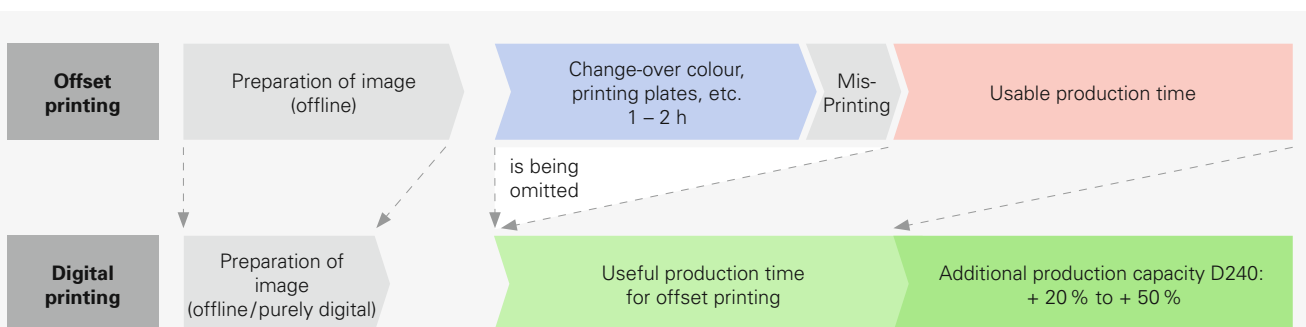 Offset
printing
Preparation of image
(offline)
Change-over colour,
printing plates, etc.
1 – 2 h
Mis-
Printing
Usable production time
is being
omitted
Digital
printing
Preparation of
image
(offline/purely digital)
Useful production time
for offset printing
Additional production capacity D240:
+ 20 % to + 50 %